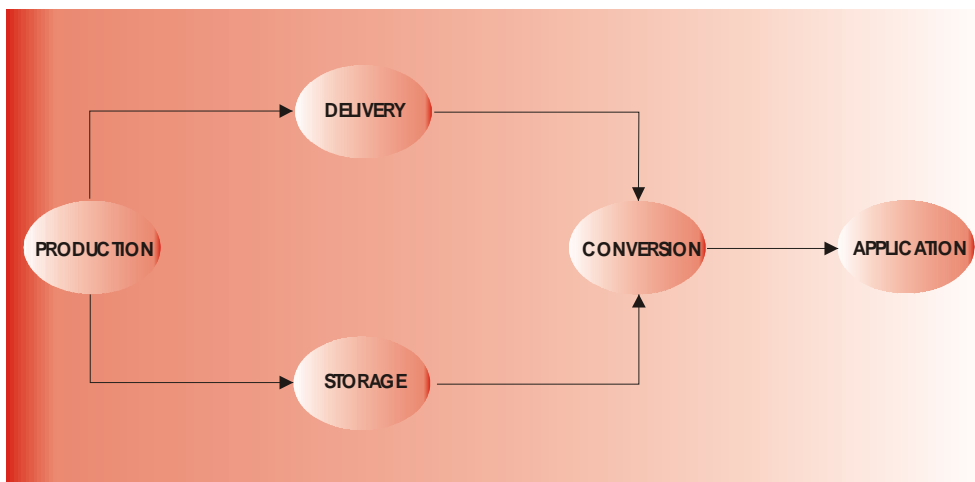 DELIVERY
PRODUCTION
CONVERSION
APPLICATION
STORAGE